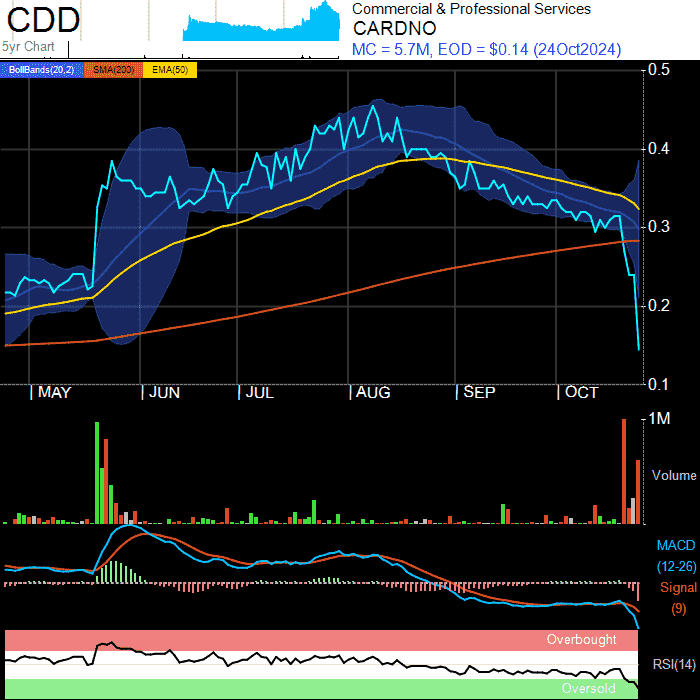 CDD
5yr Chart
Commercial & Professional Services
CARDNO
MC = 5.7M, EOD = $0.14 (24Oct2024)
BollBands(20,2) SMA(200) EMA(50)
0.5
0.4
0.3
0.2
0.1
MAY JUN JUL AUG SEP OCT
1M
Volume
MACD
(12-26)
Signal
(9)
Overbought
RSI(14)
Oversold